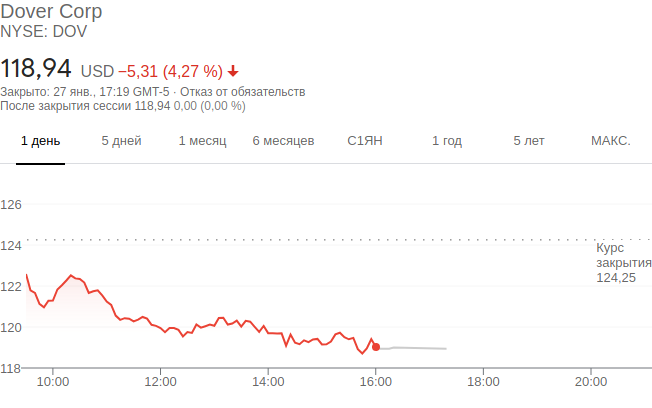 Dover Corp
NYSE: DOV
118,94 USD −5,31 (4,27 %)
Закрыто: 27 янв., 17:19 GMT-5 · Отказ от обязательств
После закрытия сессии 118,94 0,00 (0,00 %)
1 день 5 дней 1 месяц 6 месяцев С1ЯН 1 год 5 лет МАКС.
126
124
Курс
закрытия
124,25
122
120
118
10:00 12:00 14:00 16:00 18:00 20:00